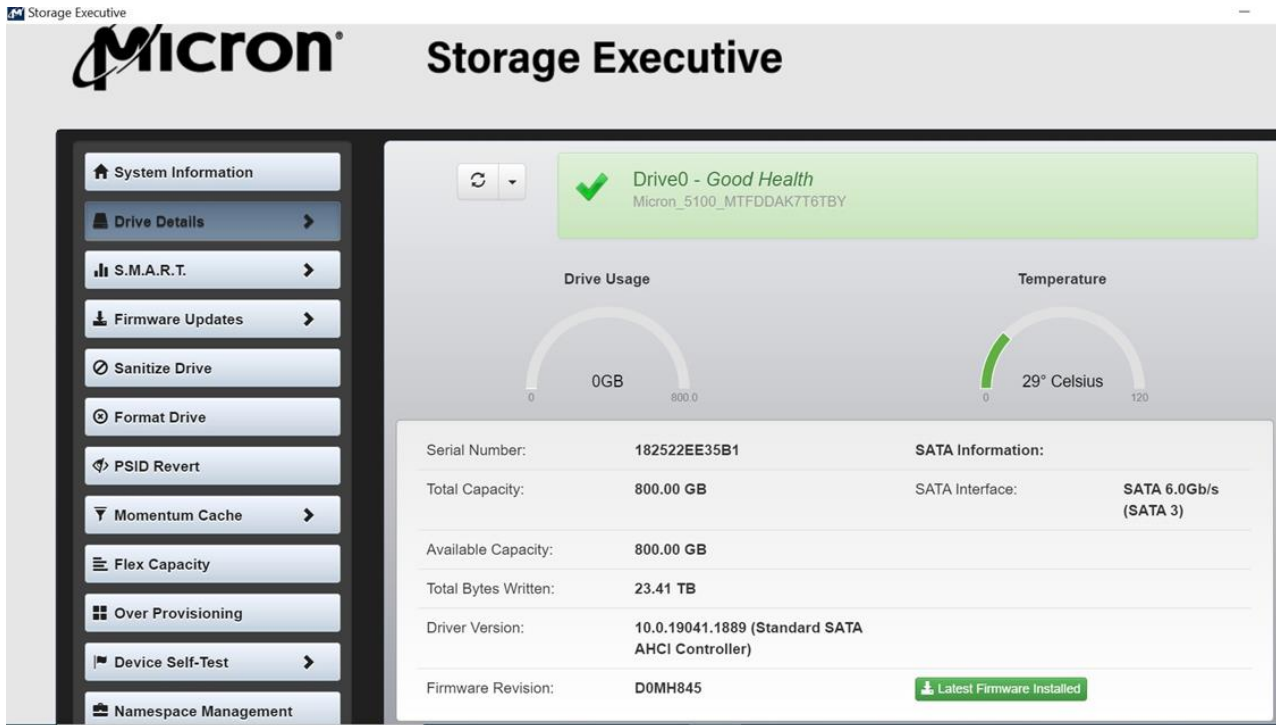 Storage Executive
Micron
Storage Executive
System Information
Drive Details
S.M.A.R.T.
Firmware Updates
Sanitize Drive
Format Drive
PSID Revert
Momentum Cache
Flex Capacity
Over Provisioning
Device Self-Test
Namespace Management
Drive0 - Good Health
Micron_5100_MTFDDAK7T6TBY
Drive Usage
0GB
0
800.0
Temperature
29° Celsius
0
120
Serial Number: 182522EE35B1 SATA Information:
Total Capacity: 800.00 GB SATA Interface: SATA 6.0Gb/s
(SATA 3)
Available Capacity: 800.00 GB
Total Bytes Written: 23.41 TB
Driver Version: 10.0.19041.1889 (Standard SATA
AHCI Controller)
Firmware Revision: D0MH845 Latest Firmware Installed